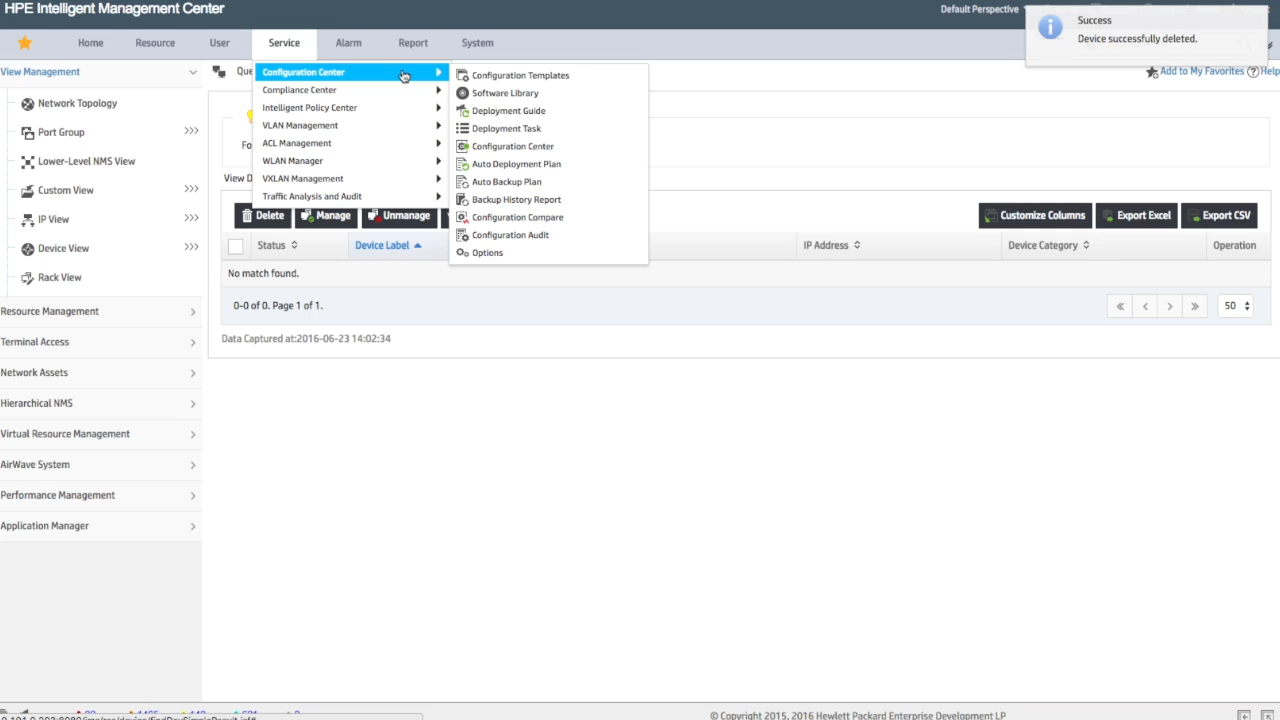 HPE Intelligent Management Center
Default Perspective
Success
Device successfully deleted.
Home Resource User Service Alarm Report System
View Management
Add to My Favorites Help
Network Topology
Port Group
Lower-Level NMS View
Custom View
IP View
Device View
Rack View
Resource Management
Terminal Access
Network Assets
Hierarchical NMS
Virtual Resource Management
AirWave System
Performance Management
Application Manager
Configuration Center
Compliance Center
Intelligent Policy Center
VLAN Management
ACL Management
WLAN Manager
VXLAN Management
Traffic Analysis and Audit
Configuration Templates
Software Library
Deployment Guide
Deployment Task
Configuration Center
Auto Deployment Plan
Auto Backup Plan
Backup History Report
Configuration Compare
Configuration Audit
Options
Delete Manage Unmanage
Customize Columns Export Excel Export CSV
Status Device Label IP Address Device Category Operation
No match found.
0-0 of 0. Page 1 of 1.
50
Data Captured at:2016-06-23 14:02:34
© Copyright 2015, 2016 Hewlett Packard Enterprise Development LP